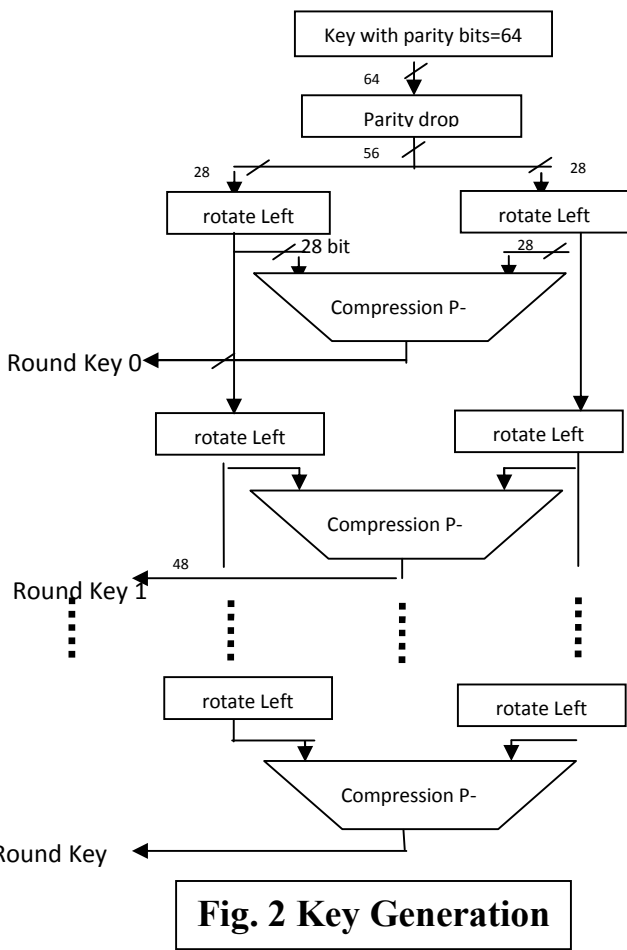 Key with parity bits=64
64
Parity drop
56
28
28
rotate Left
rotate Left
28 bit
28
Compression P-
Round Key 0
rotate Left
rotate Left
Compression P-
48
Round Key 1
rotate Left
rotate Left
Compression P-
Round Key
Fig. 2 Key Generation